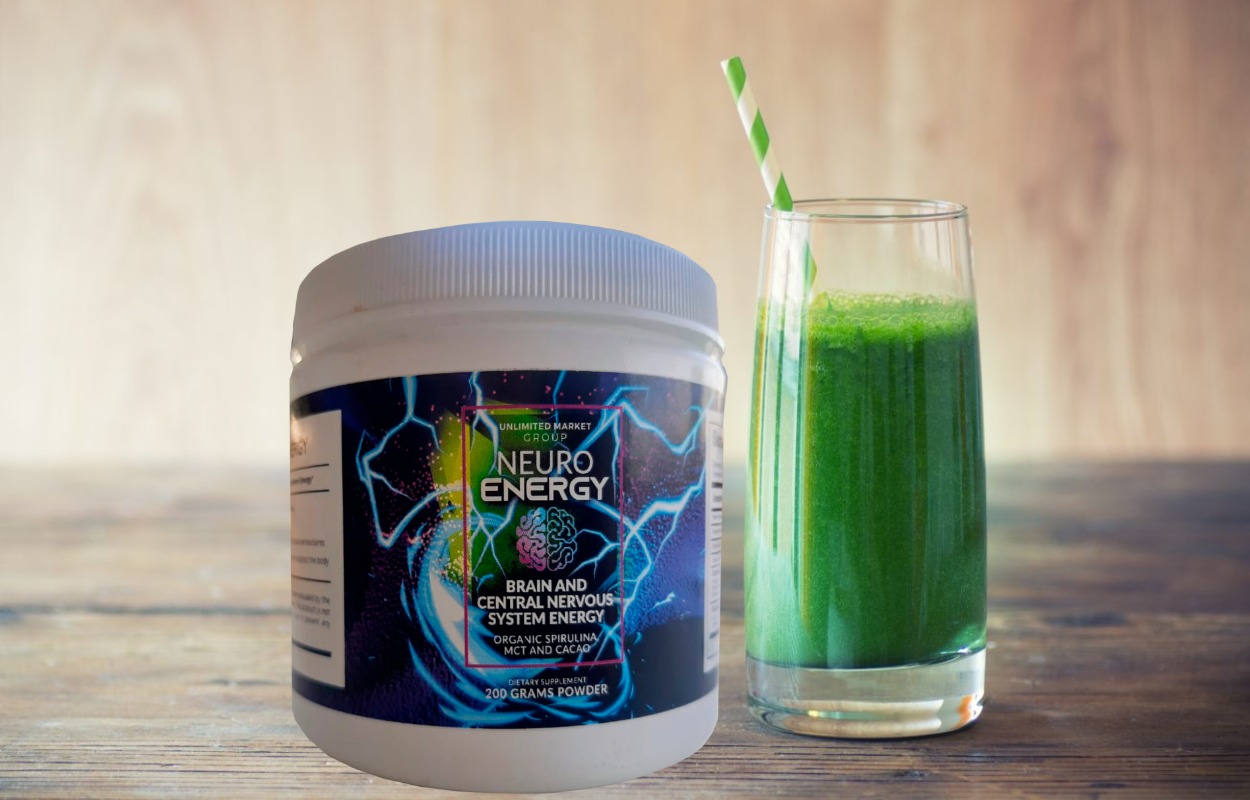 UNLIMITED MARKET
GROUP
NEURO
ENERGY
BRAIN AND
CENTRAL NERVOUS
SYSTEM ENERGY
ORGANIC SPIRULINA
MCT AND CACAO
DIETARY SUPPLEMENT
200 GRAMS POWDER